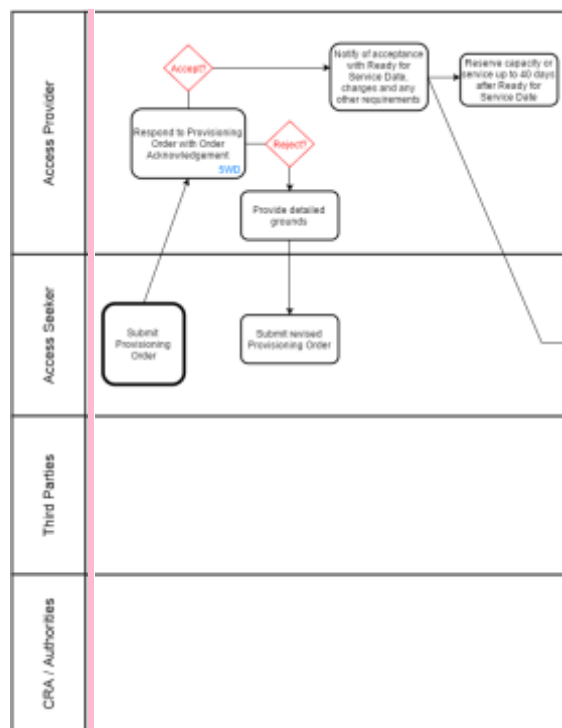 Access Provider
Accept?
Notify of acceptance
with Ready for
Service Date,
charges and any
other requirements
Reserve capacity or
service up to 40 days
after Ready for
Service Date
Respond to Provisioning
Order with Order
Acknowledgement
5WD
Reject?
Provide detailed
grounds
Access Seeker
Submit
Provisioning
Order
Submit revised
Provisioning Order
Third Parties
CRA / Authorities